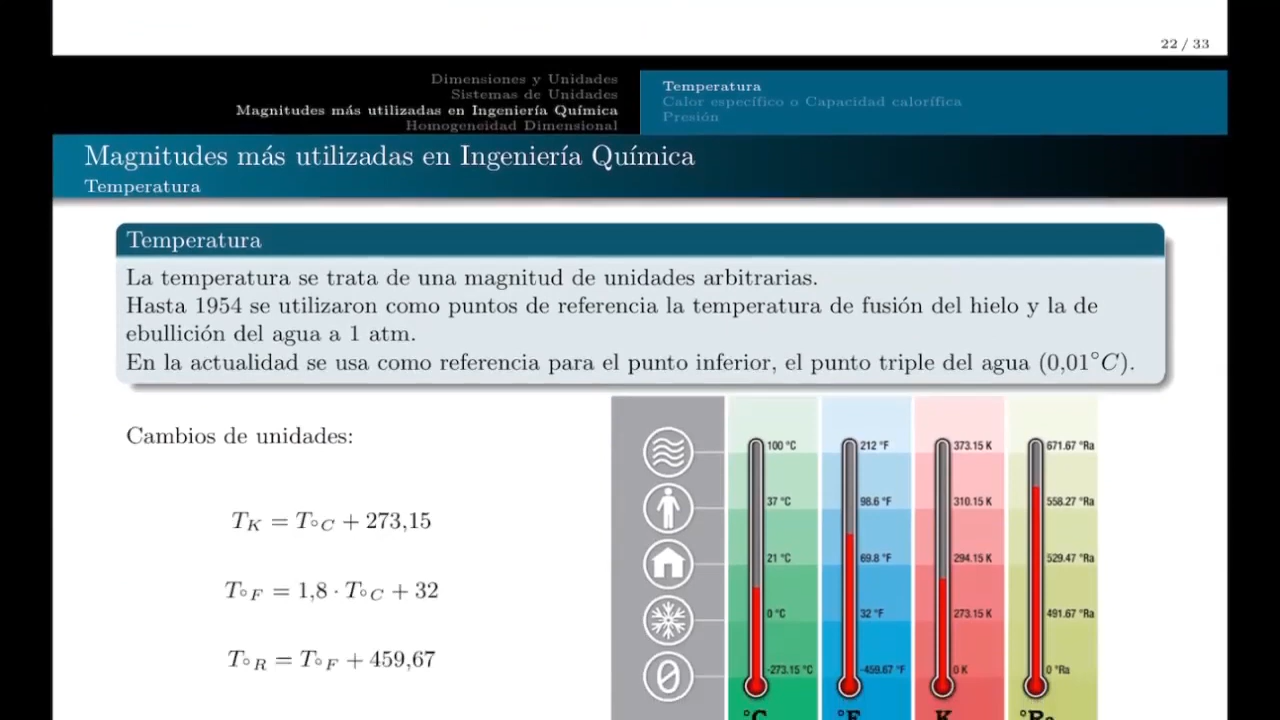 22 / 33
Dimensiones y Unidades
Sistemas de Unidades
Magnitudes más utilizadas en Ingeniería Química
Homogeneidad Dimensional
Temperatura
Calor específico o Capacidad calorífica
Presión
Magnitudes más utilizadas en Ingeniería Química
Temperatura
Temperatura
La temperatura se trata de una magnitud de unidades arbitrarias.
Hasta 1954 se utilizaron como puntos de referencia la temperatura de fusión del hielo y la de
ebullición del agua a 1 atm.
En la actualidad se usa como referencia para el punto inferior, el punto triple del agua (0,01°C).
Cambios de unidades:
T_K = T_{°C} + 273,15
T_{°F} = 1,8 · T_{°C} + 32
T_{°R} = T_{°F} + 459,67
100 °C 212 °F 373.15 K 671.67 °Ra
37 °C 98.6 °F 310.15 K 558.27 °Ra
21 °C 69.8 °F 294.15 K 529.47 °Ra
0 °C 32 °F 273.15 K 491.67 °Ra
-273.15 °C -459.67 °F 0 K 0 °Ra
°C °F K °Ra